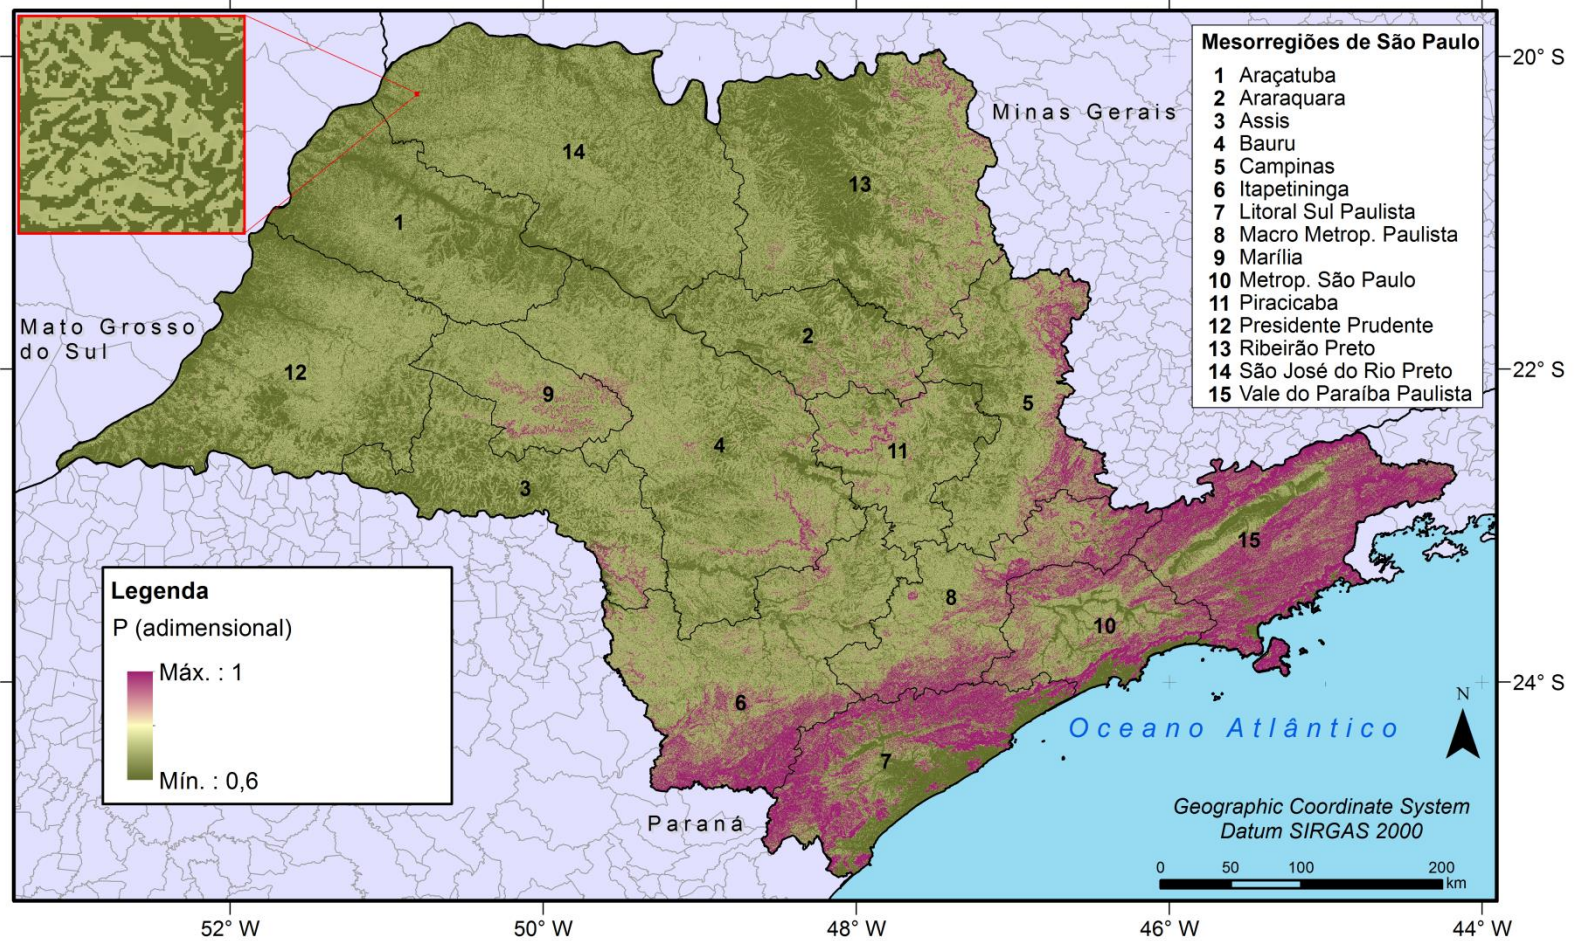 Mesorregiões de São Paulo
1 Araçatuba
2 Araraquara
3 Assis
4 Bauru
5 Campinas
6 Itapetininga
7 Litoral Sul Paulista
8 Macro Metrop. Paulista
9 Marília
10 Metrop. São Paulo
11 Piracicaba
12 Presidente Prudente
13 Ribeirão Preto
14 São José do Rio Preto
15 Vale do Paraíba Paulista
20° S
22° S
24° S
Minas Gerais
14
13
1
Mato Grosso
do Sul
2
12
9
5
4
11
3
15
8
10
6
7
Legenda
P (adimensional)
Máx. : 1
Mín. : 0,6
Paraná
Oceano Atlântico
N
Geographic Coordinate System
Datum SIRGAS 2000
0 50 100 200
km
52° W 50° W 48° W 46° W 44° W